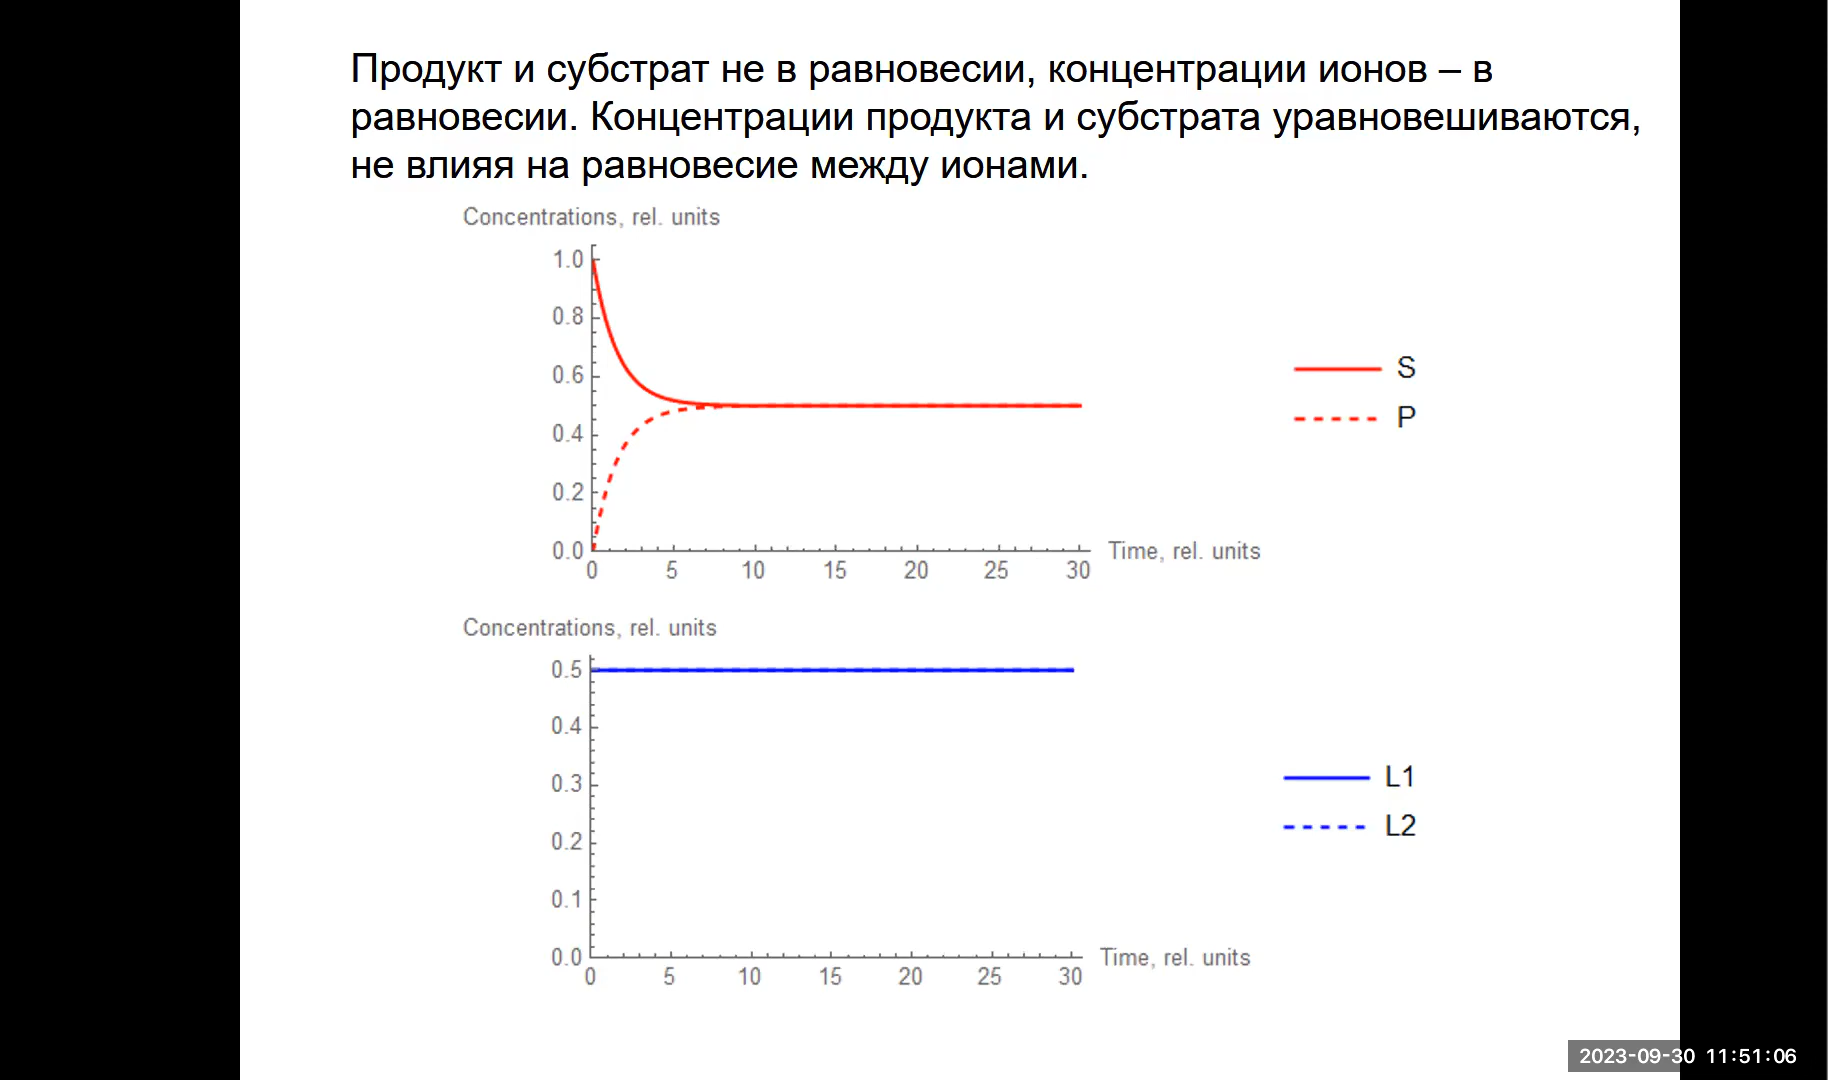 Продукт и субстрат не в равновесии, концентрации ионов – в
равновесии. Концентрации продукта и субстрата уравновешиваются,
не влияя на равновесие между ионами.
Concentrations, rel. units
1.0
0.8
0.6
0.4
0.2
0.0
0 5 10 15 20 25 30
Time, rel. units
S
P
Concentrations, rel. units
0.5
0.4
0.3
0.2
0.1
0.0
0 5 10 15 20 25 30
Time, rel. units
L1
L2
2023-09-30 11:51:06